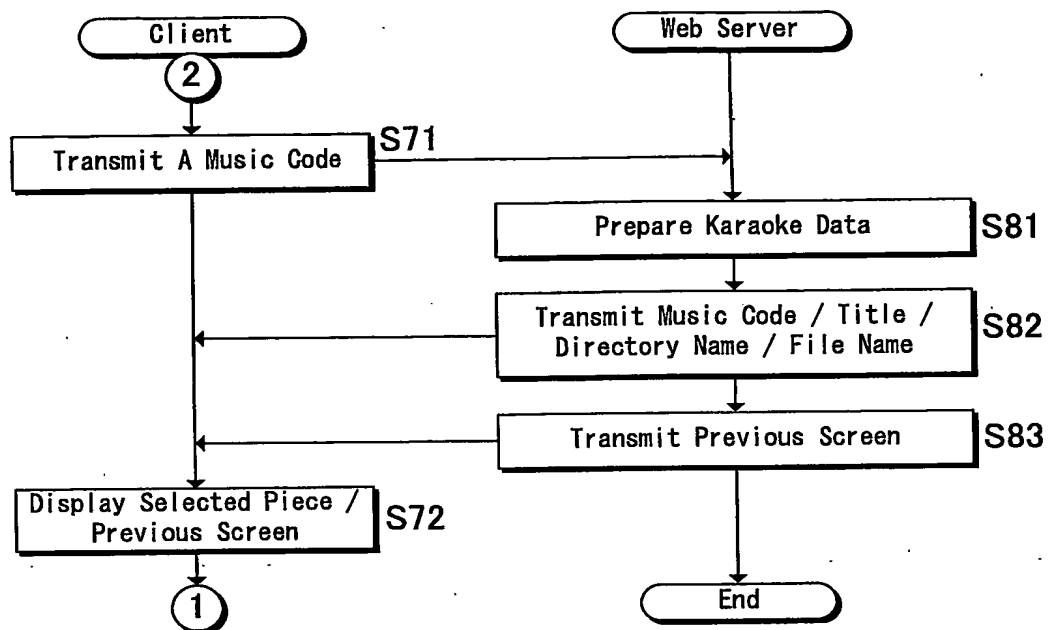 Client
Web Server
2
Transmit A Music Code
S71
Prepare Karaoke Data
S81
Transmit Music Code / Title /
Directory Name / File Name
S82
Transmit Previous Screen
S83
Display Selected Piece /
Previous Screen
S72
1
End